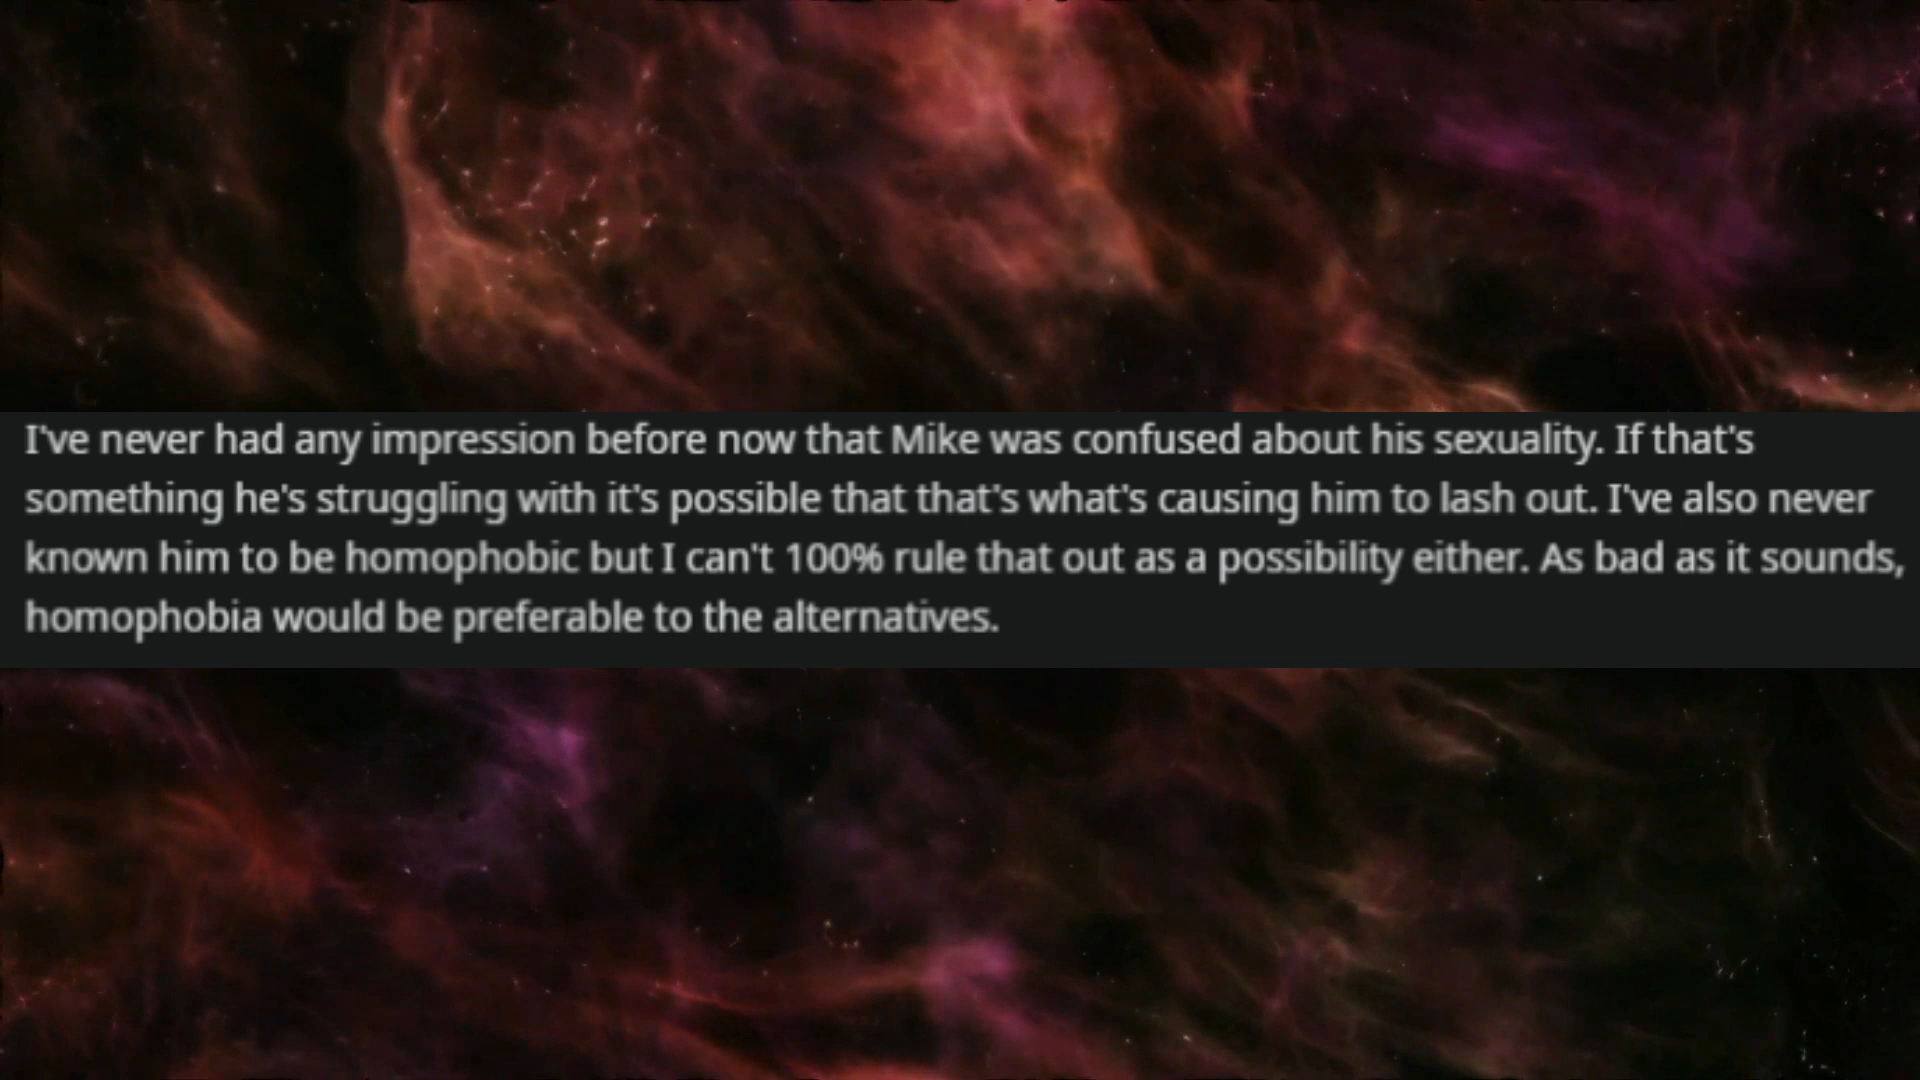 I've never had any impression before now that Mike was confused about his sexuality. If that's
something he's struggling with it's possible that that's what's causing him to lash out. I've also never
known him to be homophobic but I can't 100% rule that out as a possibility either. As bad as it sounds,
homophobia would be preferable to the alternatives.